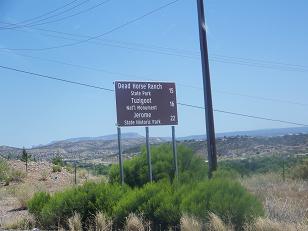 Dead Horse Ranch 15
State Park
Tuzigoot 16
Nat'l Monument
Jerome 22
State Historic Park